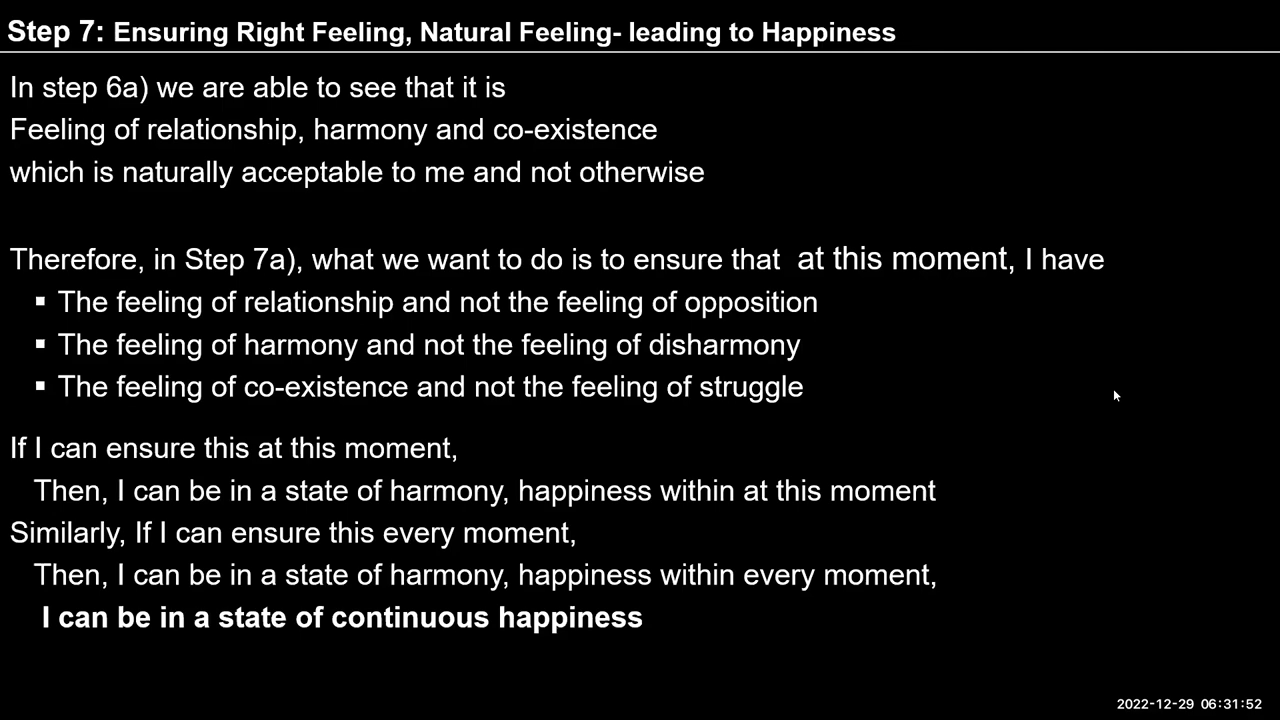 Step 7: Ensuring Right Feeling, Natural Feeling- leading to Happiness
In step 6a) we are able to see that it is
Feeling of relationship, harmony and co-existence
which is naturally acceptable to me and not otherwise
Therefore, in Step 7a), what we want to do is to ensure that at this moment, I have
▪ The feeling of relationship and not the feeling of opposition
▪ The feeling of harmony and not the feeling of disharmony
▪ The feeling of co-existence and not the feeling of struggle
If I can ensure this at this moment,
Then, I can be in a state of harmony, happiness within at this moment
Similarly, If I can ensure this every moment,
Then, I can be in a state of harmony, happiness within every moment,
I can be in a state of continuous happiness
2022-12-29 06:31:52